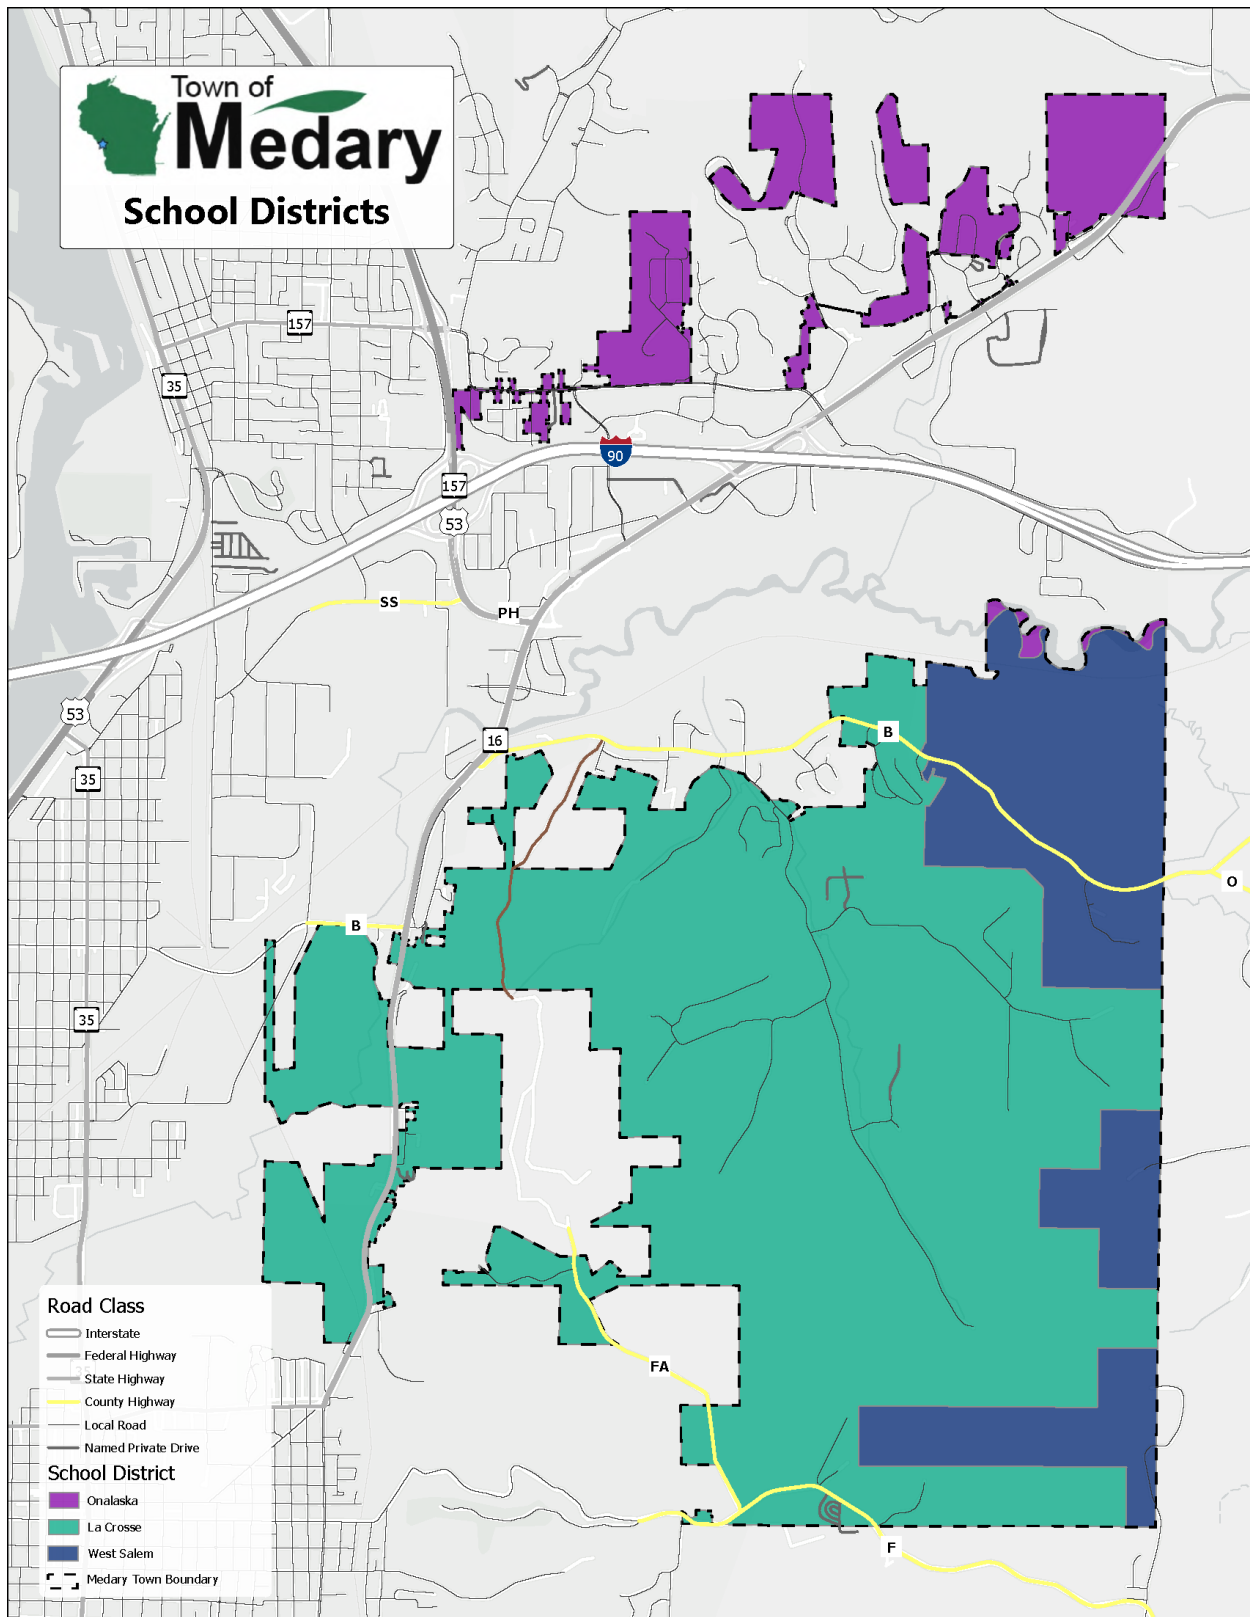 Town of
Medary
School Districts
157
35
90
157
53
SS
PH
53
16
B
35
O
B
35
FA
F
Road Class
Interstate
Federal Highway
State Highway
County Highway
Local Road
Named Private Drive
School District
Onalaska
La Crosse
West Salem
Medary Town Boundary